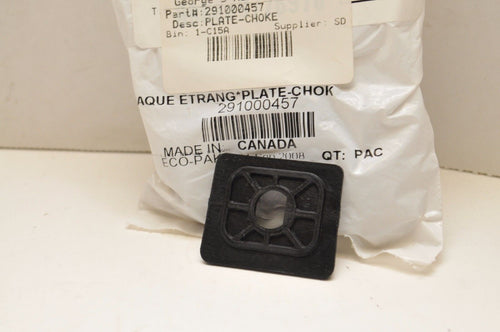 George
Part#:291000457
Desc:PLATE-CHOKE
Bin: 1-C15A Supplier: SD
AQUE ETRANG*PLATE-CHOK
291000457
MADE IN CANADA
ECO-PAK 2008 QT: PAC